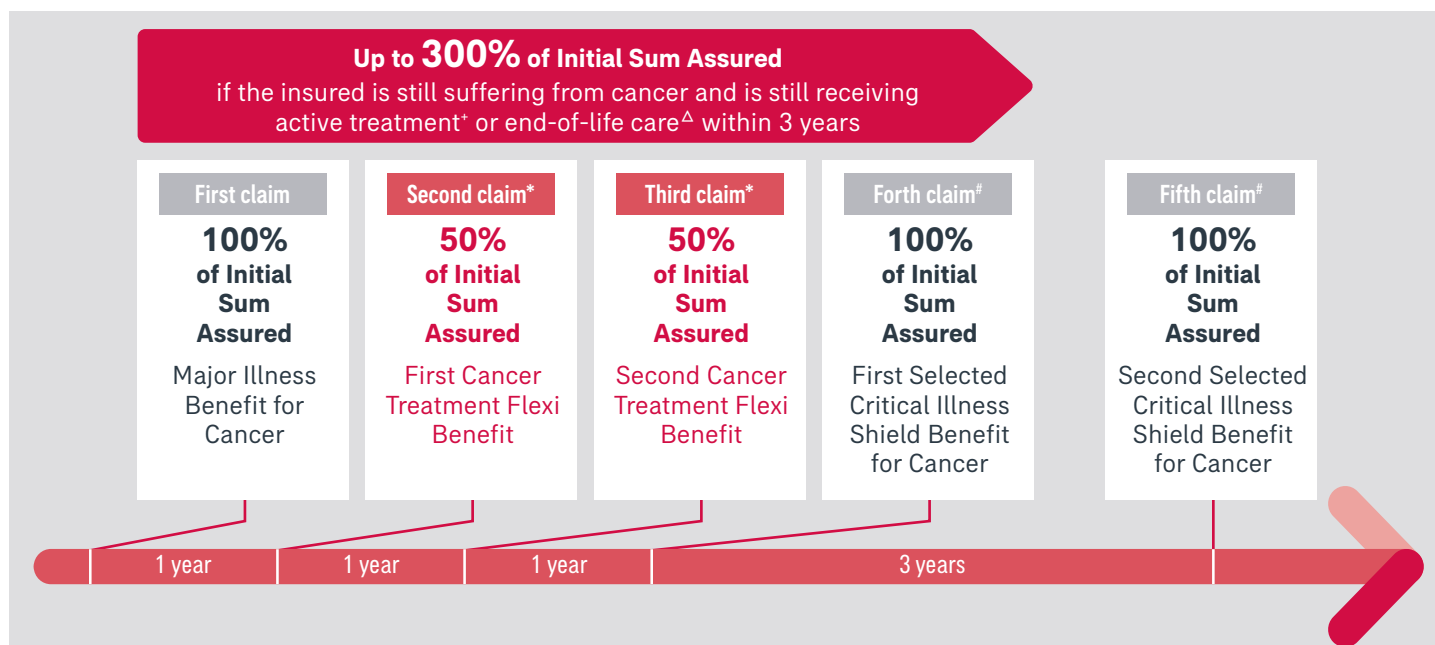 Up to 300% of Initial Sum Assured
if the insured is still suffering from cancer and is still receiving
active treatment⁺ or end-of-life care△ within 3 years
First claim
100%
of Initial
Sum
Assured
Major Illness
Benefit for
Cancer
Second claim*
50%
of Initial
Sum
Assured
First Cancer
Treatment Flexi
Benefit
Third claim*
50%
of Initial
Sum
Assured
Second Cancer
Treatment Flexi
Benefit
Forth claim#
100%
of Initial
Sum
Assured
First Selected
Critical Illness
Shield Benefit
for Cancer
Fifth claim#
100%
of Initial
Sum
Assured
Second Selected
Critical Illness
Shield Benefit
for Cancer
1 year
1 year
1 year
3 years